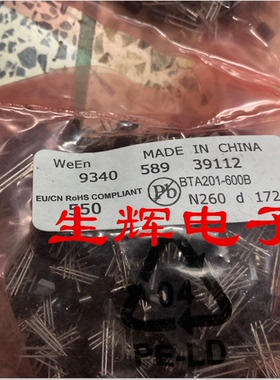 WeEn
MADE IN CHINA
9340 589 39112
EU/CN RoHS COMPLIANT
Pb
BTA201-600B
550
N260 d 172
生辉电子
04
PE-LD